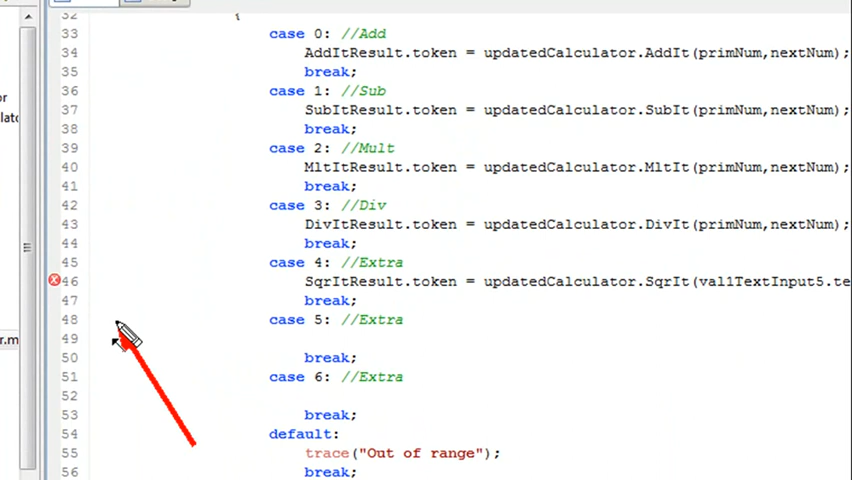 32 {
33 case 0: //Add
34 AddItResult.token = updatedCalculator.AddIt(primNum,nextNum);
or
35 break;
latc
36 case 1: //Sub
37 SubItResult.token = updatedCalculator.SubIt(primNum,nextNum);
38 break;
39 case 2: //Mult
40 MltItResult.token = updatedCalculator.MltIt(primNum,nextNum);
41 break;
42 case 3: //Div
43 DivItResult.token = updatedCalculator.DivIt(primNum,nextNum);
44 break;
45 case 4: //Extra
46 SqrItResult.token = updatedCalculator.SqrIt(val1TextInput5.te
47 break;
48 case 5: //Extra
r.m
49
50 break;
51 case 6: //Extra
52
53 break;
54 default:
55 trace("Out of range");
56 break;